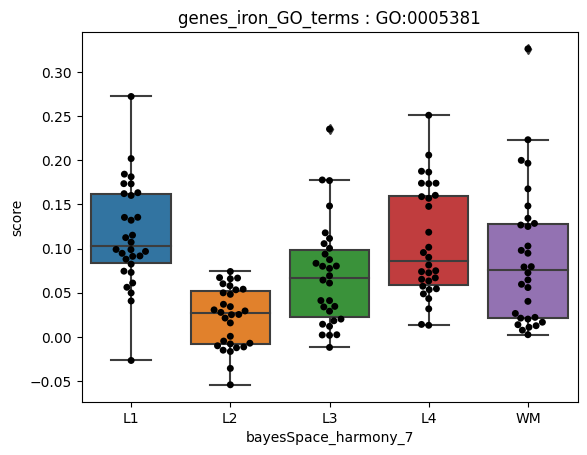 genes_iron_GO_terms : GO:0005381
0.30
0.25
0.20
0.15
0.10
0.05
0.00
−0.05
score
L1 L2 L3 L4 WM
bayesSpace_harmony_7